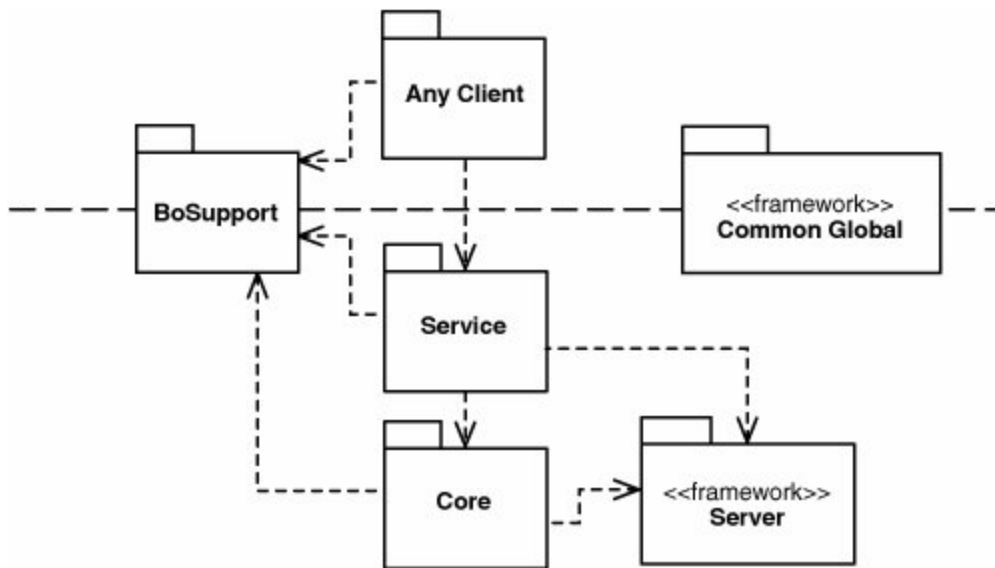 Any Client
BoSupport
<<framework>>
Common Global
Service
Core
<<framework>>
Server